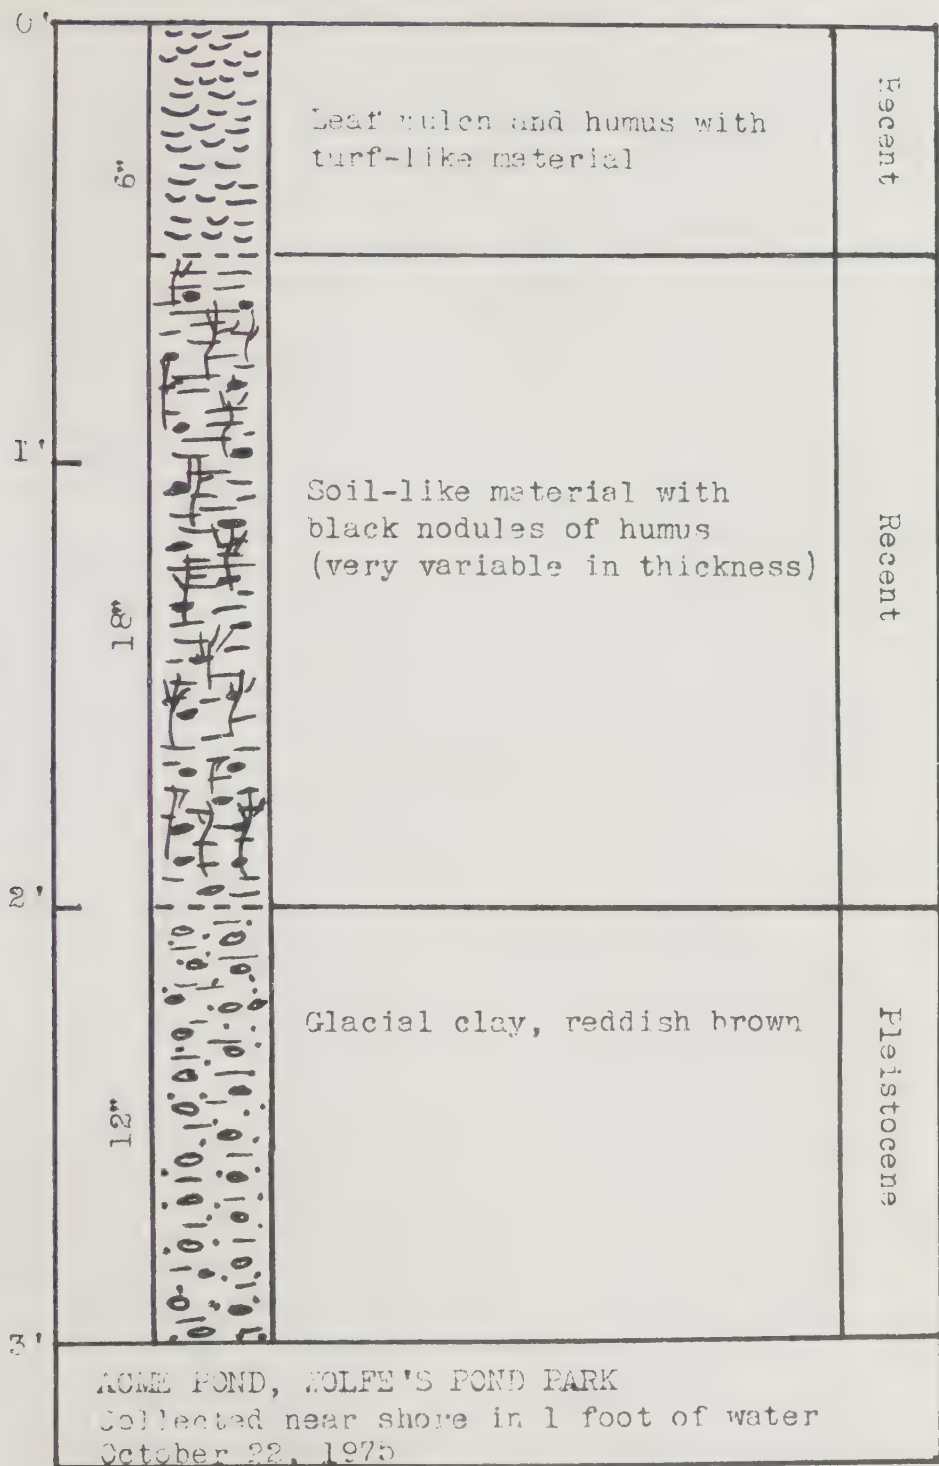 0'
6"
Leaf mulch and humus with
turf-like material
Recent
1'
18"
Soil-like material with
black nodules of humus
(very variable in thickness)
Recent
2'
12"
Glacial clay, reddish brown
Pleistocene
3'
ACME POND, WOLFE'S POND PARK
Collected near shore in 1 foot of water
October 22, 1975